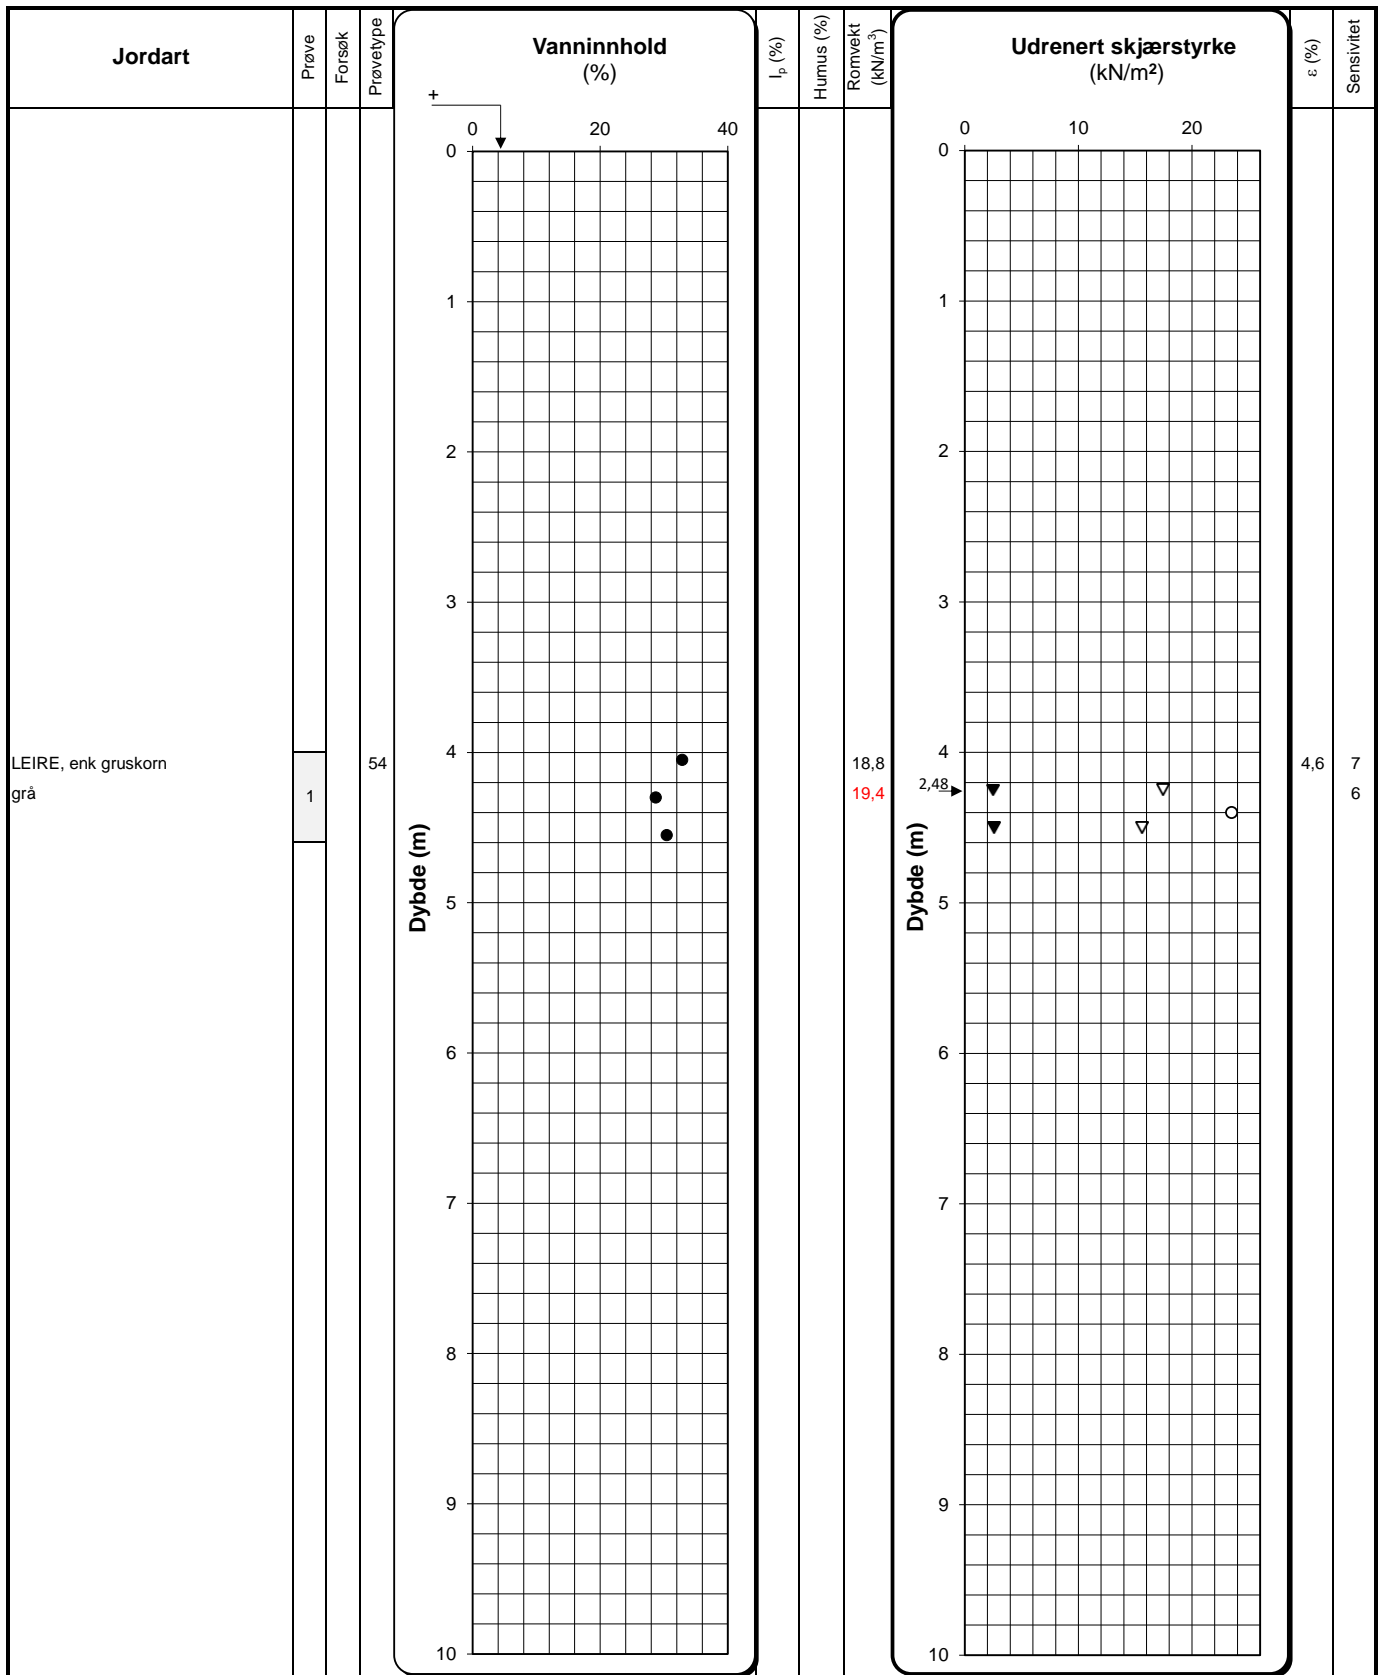 Jordart
Prøve
Forsøk
Prøvetype
Vanninnhold
(%)
Iₚ (%)
Humus (%)
Romvekt
(kN/m³)
Udrenert skjærstyrke
(kN/m²)
ε (%)
Sensivitet
+
0 20 40
0 10 20
0
1
2
3
4
5
6
7
8
9
10
Dybde (m)
0
1
2
3
4
5
6
7
8
9
10
Dybde (m)
LEIRE, enk gruskorn 54 18,8 4,6 7
grå 1 19,4 2,48 6